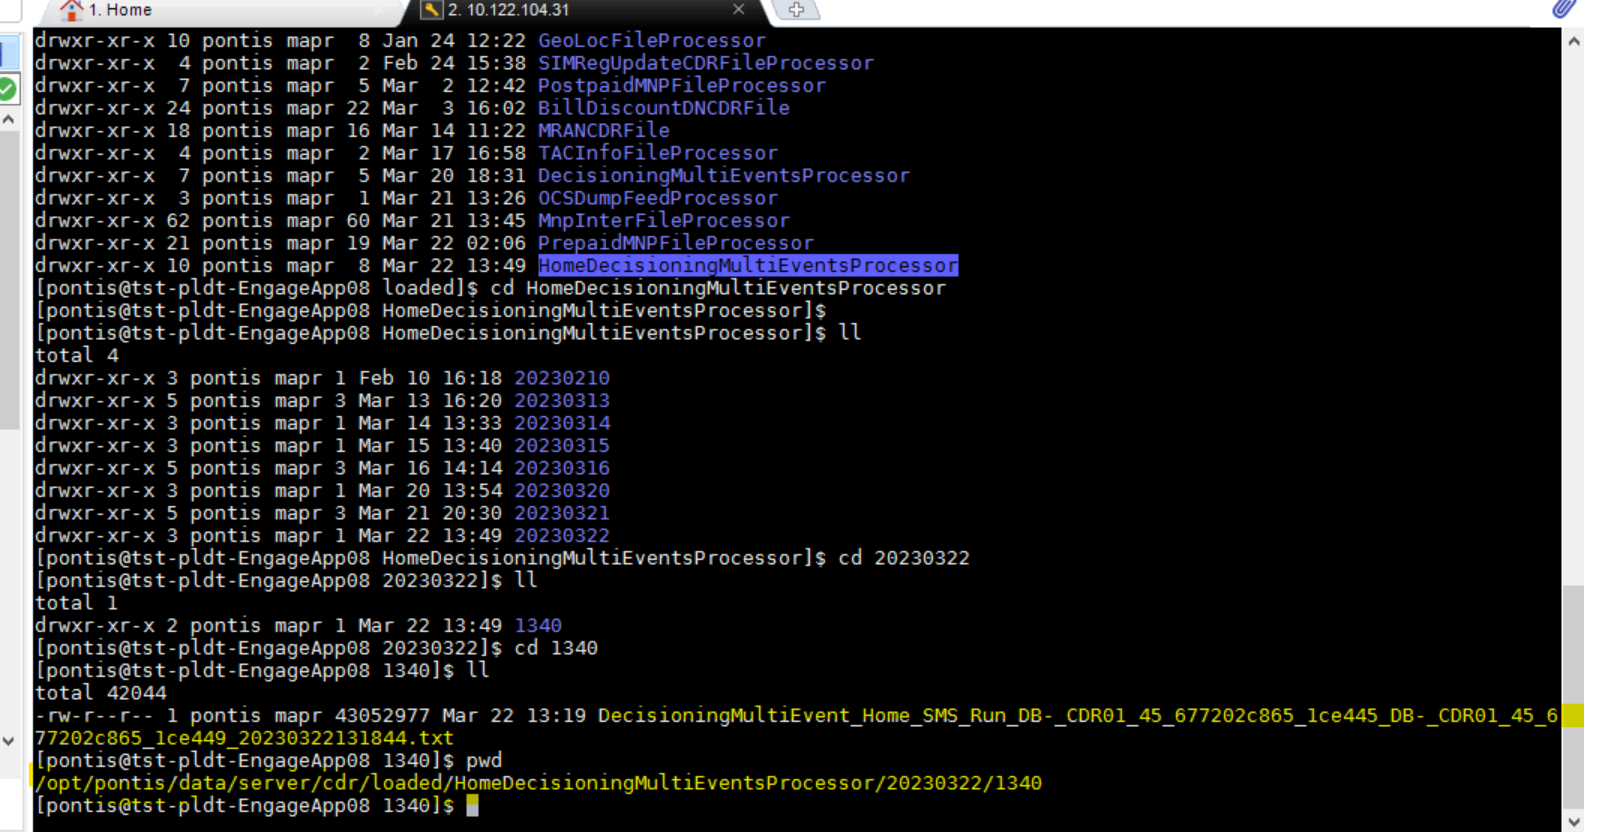 1. Home
2. 10.122.104.31
drwxr-xr-x 10 pontis mapr  8 Jan 24 12:22 GeoLocFileProcessor
drwxr-xr-x  4 pontis mapr  2 Feb 24 15:38 SIMRegUpdateCDRFileProcessor
drwxr-xr-x  7 pontis mapr  5 Mar  2 12:42 PostpaidMNPFileProcessor
drwxr-xr-x 24 pontis mapr 22 Mar  3 16:02 BillDiscountDNCDRFile
drwxr-xr-x 18 pontis mapr 16 Mar 14 11:22 MRANCDRFile
drwxr-xr-x  4 pontis mapr  2 Mar 17 16:58 TACInfoFileProcessor
drwxr-xr-x  7 pontis mapr  5 Mar 20 18:31 DecisioningMultiEventsProcessor
drwxr-xr-x  3 pontis mapr  1 Mar 21 13:26 OCSDumpFeedProcessor
drwxr-xr-x 62 pontis mapr 60 Mar 21 13:45 MnpInterFileProcessor
drwxr-xr-x 21 pontis mapr 19 Mar 22 02:06 PrepaidMNPFileProcessor
drwxr-xr-x 10 pontis mapr  8 Mar 22 13:49 HomeDecisioningMultiEventsProcessor
[pontis@tst-pldt-EngageApp08 loaded]$ cd HomeDecisioningMultiEventsProcessor
[pontis@tst-pldt-EngageApp08 HomeDecisioningMultiEventsProcessor]$
[pontis@tst-pldt-EngageApp08 HomeDecisioningMultiEventsProcessor]$ ll
total 4
drwxr-xr-x 3 pontis mapr 1 Feb 10 16:18 20230210
drwxr-xr-x 5 pontis mapr 3 Mar 13 16:20 20230313
drwxr-xr-x 3 pontis mapr 1 Mar 14 13:33 20230314
drwxr-xr-x 3 pontis mapr 1 Mar 15 13:40 20230315
drwxr-xr-x 5 pontis mapr 3 Mar 16 14:14 20230316
drwxr-xr-x 3 pontis mapr 1 Mar 20 13:54 20230320
drwxr-xr-x 5 pontis mapr 3 Mar 21 20:30 20230321
drwxr-xr-x 3 pontis mapr 1 Mar 22 13:49 20230322
[pontis@tst-pldt-EngageApp08 HomeDecisioningMultiEventsProcessor]$ cd 20230322
[pontis@tst-pldt-EngageApp08 20230322]$ ll
total 1
drwxr-xr-x 2 pontis mapr 1 Mar 22 13:49 1340
[pontis@tst-pldt-EngageApp08 20230322]$ cd 1340
[pontis@tst-pldt-EngageApp08 1340]$ ll
total 42044
-rw-r--r-- 1 pontis mapr 43052977 Mar 22 13:19 DecisioningMultiEvent_Home_SMS_Run_DB-_CDR01_45_677202c865_1ce445_DB-_CDR01_45_6
77202c865_1ce449_20230322131844.txt
[pontis@tst-pldt-EngageApp08 1340]$ pwd
/opt/pontis/data/server/cdr/loaded/HomeDecisioningMultiEventsProcessor/20230322/1340
[pontis@tst-pldt-EngageApp08 1340]$